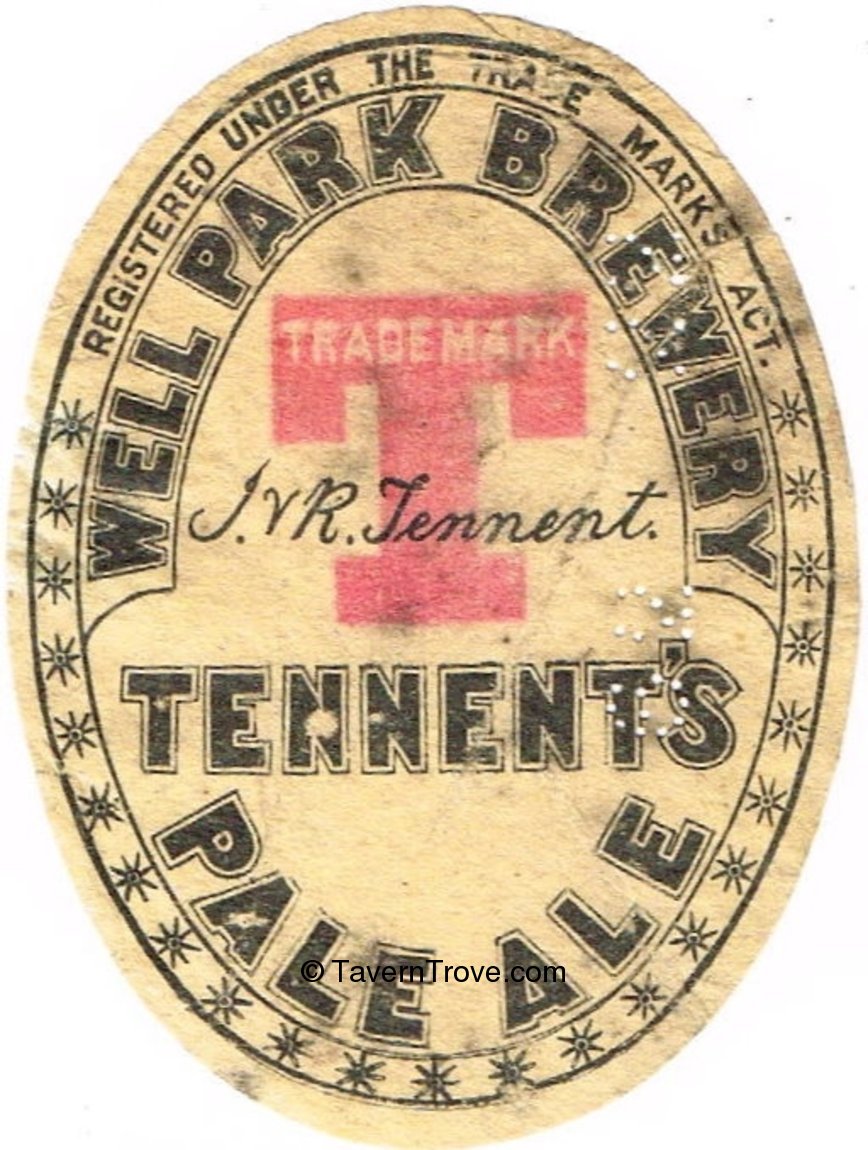 REGISTERED UNDER THE TRADE MARKS ACT.
WELL PARK BREWERY
TRADE MARK
J. & R. Tennent.
TENNENT'S
PALE ALE
© TavernTrove.com